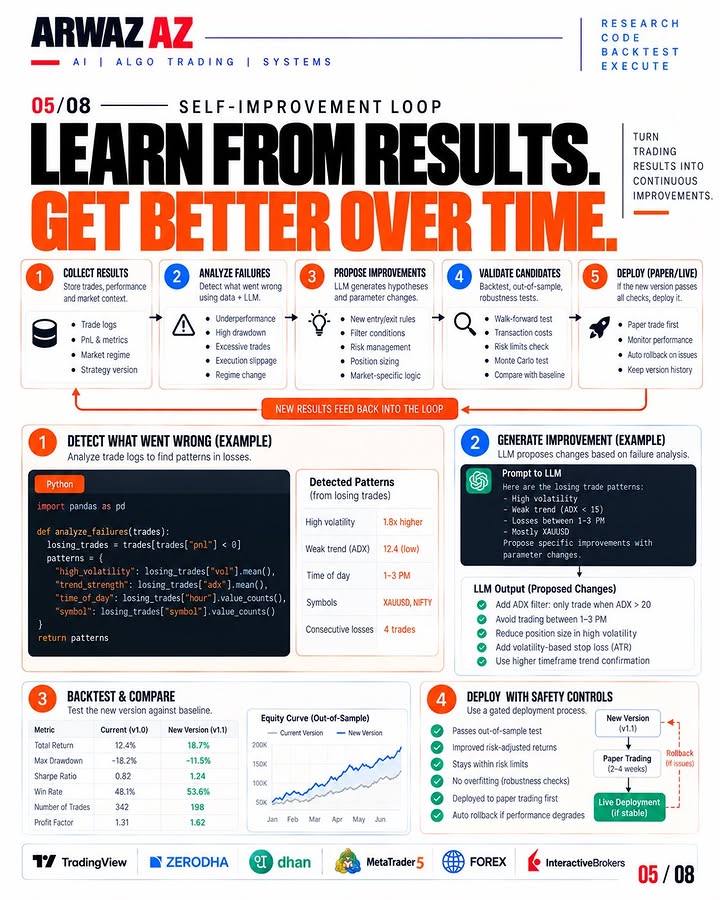 ARWAZ AZ
AI | ALGO TRADING | SYSTEMS
RESEARCH
CODE
BACKTEST
EXECUTE
05/08
SELF-IMPROVEMENT LOOP
LEARN FROM RESULTS.
GET BETTER OVER TIME.
TURN
TRADING
RESULTS INTO
CONTINUOUS
IMPROVEMENTS.
1
COLLECT RESULTS
Store trades, performance
and market context.
• Trade logs
• PnL & metrics
• Market regime
• Strategy version
2
ANALYZE FAILURES
Detect what went wrong
using data + LLM.
• Underperformance
• High drawdown
• Excessive trades
• Execution slippage
• Regime change
3
PROPOSE IMPROVEMENTS
LLM generates hypotheses
and parameter changes.
• New entry/exit rules
• Filter conditions
• Risk management
• Position sizing
• Market-specific logic
4
VALIDATE CANDIDATES
Backtest, out-of-sample,
robustness tests.
• Walk-forward test
• Transaction costs
• Risk limits check
• Monte Carlo test
• Compare with baseline
5
DEPLOY (PAPER/LIVE)
If the new version passes
all checks, deploy it.
• Paper trade first
• Monitor performance
• Auto rollback on issues
• Keep version history
NEW RESULTS FEED BACK INTO THE LOOP
1
DETECT WHAT WENT WRONG (EXAMPLE)
Analyze trade logs to find patterns in losses.
Python
import pandas as pd
def analyze_failures(trades):
losing_trades = trades[trades["pnl"] < 0]
patterns = {
"high_volatility": losing_trades["vol"].mean(),
"trend_strength": losing_trades["adx"].mean(),
"time_of_day": losing_trades["hour"].value_counts(),
"symbol": losing_trades["symbol"].value_counts()
}
return patterns
Detected Patterns
(from losing trades)
High volatility 1.8x higher
Weak trend (ADX) 12.4 (low)
Time of day 1–3 PM
Symbols XAUUSD, NIFTY
Consecutive losses 4 trades
2
GENERATE IMPROVEMENT (EXAMPLE)
LLM proposes changes based on failure analysis.
Prompt to LLM
Here are the losing trade patterns:
- High volatility
- Weak trend (ADX < 15)
- Losses between 1–3 PM
- Mostly XAUUSD
Propose specific improvements with
parameter changes.
LLM Output (Proposed Changes)
Add ADX filter: only trade when ADX > 20
Avoid trading between 1–3 PM
Reduce position size in high volatility
Add volatility-based stop loss (ATR)
Use higher timeframe trend confirmation
3
BACKTEST & COMPARE
Test the new version against baseline.
Metric Current (v1.0) New Version (v1.1)
Total Return 12.4% 18.7%
Max Drawdown -18.2% -11.5%
Sharpe Ratio 0.82 1.24
Win Rate 48.1% 53.6%
Number of Trades 342 198
Profit Factor 1.31 1.62
Equity Curve (Out-of-Sample)
Current Version New Version
200K
150K
100K
50K
Jan Feb Mar Apr May Jun
4
DEPLOY WITH SAFETY CONTROLS
Use a gated deployment process.
Passes out-of-sample test
Improved risk-adjusted returns
Stays within risk limits
No overfitting (robustness checks)
Deployed to paper trading first
Auto rollback if performance degrades
New Version
(v1.1)
Paper Trading
(2–4 weeks)
Live Deployment
(if stable)
Rollback
(if issues)
TradingView
ZERODHA
dhan
MetaTrader 5
FOREX
InteractiveBrokers
05 / 08